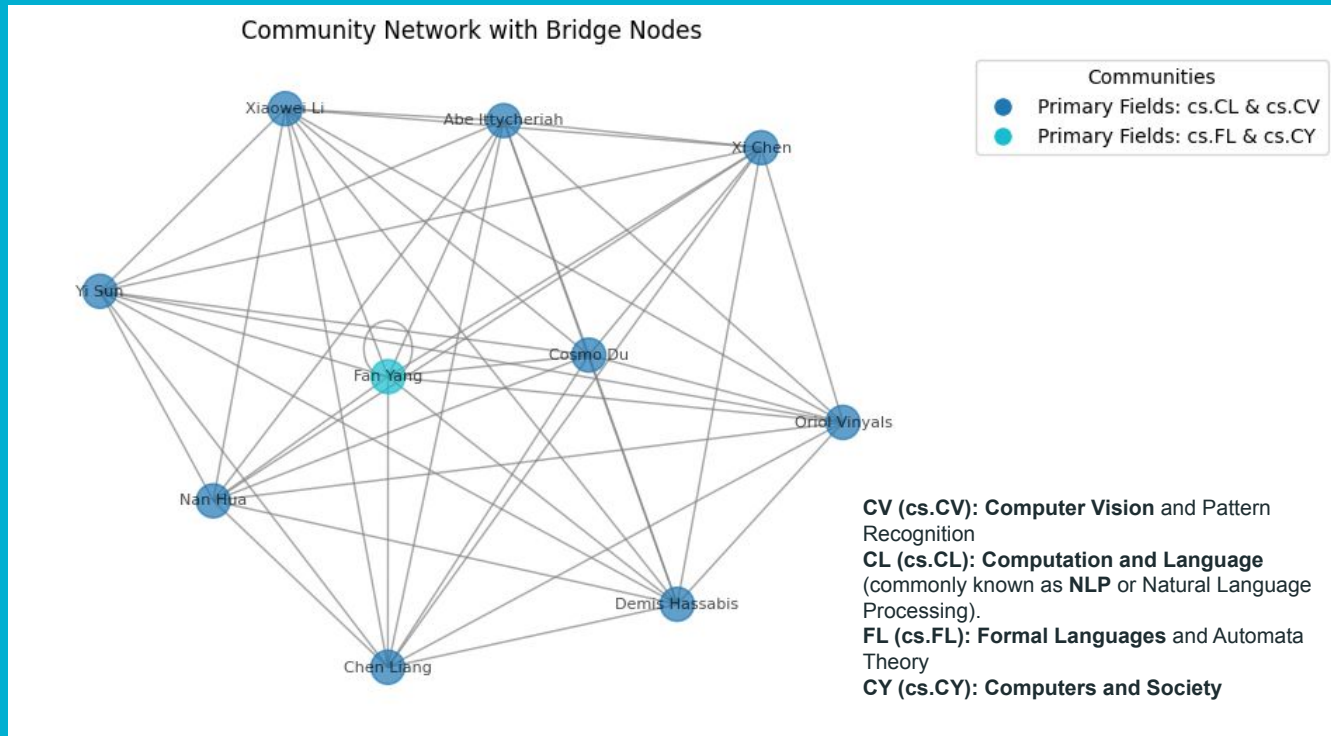 Community Network with Bridge Nodes
Communities
Primary Fields: cs.CL & cs.CV
Primary Fields: cs.FL & cs.CY
Xiaowei Li
Abe Ittycheriah
Xi Chen
Yi Sun
Cosmo Du
Fan Yang
Oriol Vinyals
Nan Hua
Demis Hassabis
Chen Liang
CV (cs.CV): Computer Vision and Pattern
Recognition
CL (cs.CL): Computation and Language
(commonly known as NLP or Natural Language
Processing).
FL (cs.FL): Formal Languages and Automata
Theory
CY (cs.CY): Computers and Society